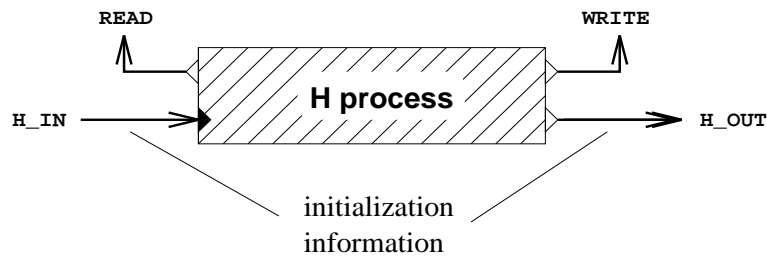 READ
WRITE
H process
H_IN
H_OUT
initialization
information